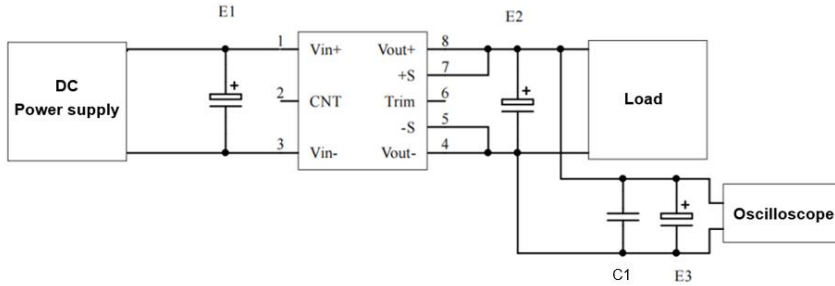 E1
E2
DC
Power supply
1
Vin+
Vout+
8
+S
7
2
CNT
Trim
6
-S
5
3
Vin-
Vout-
4
+
+
Load
+
Oscilloscope
C1
E3